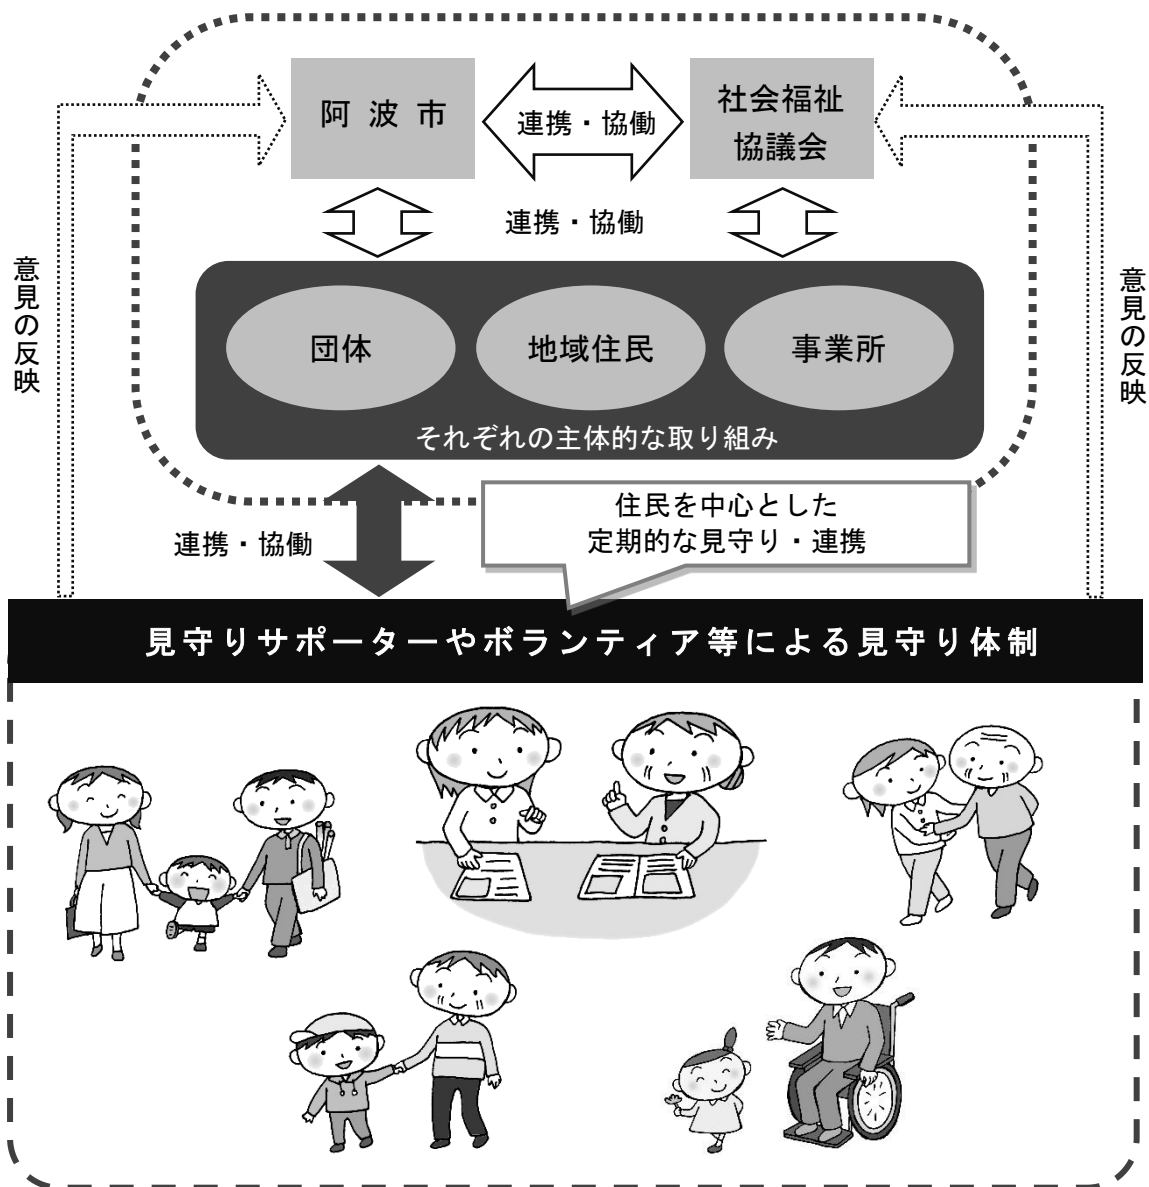 阿波市
連携・協働
社会福祉
協議会
連携・協働
意見の反映
意見の反映
団体
地域住民
事業所
それぞれの主体的な取り組み
連携・協働
住民を中心とした
定期的な見守り・連携
見守りサポーターやボランティア等による見守り体制